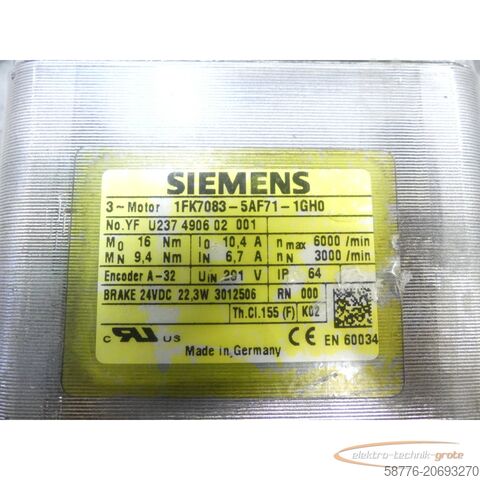 SIEMENS
3~Motor 1FK7083-5AF71-1GH0
No.YF U237 4906 02 001
M0 16 Nm I0 10,4 A n max 6000 /min
MN 9,4 Nm IN 6,7 A nN 3000 /min
Encoder A-32 UIN 291 V IP 64
BRAKE 24VDC 22,3W 3012506 RN 000
Th.Cl.155 (F) K02
c RU US CE EN 60034
Made in Germany
elektro-technik-grote
58776-20693270